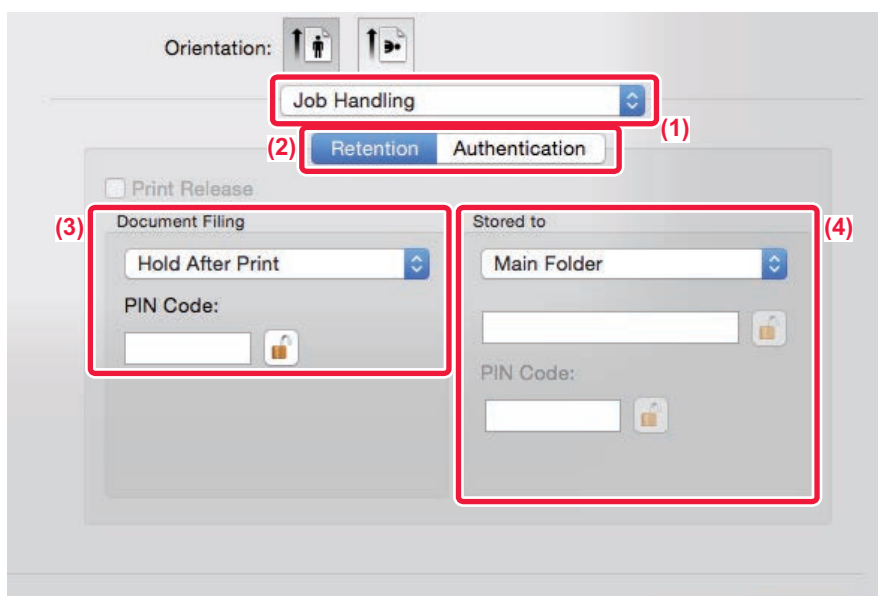 Orientation:
Job Handling
(1)
(2)
Retention Authentication
Print Release
(3)
Document Filing
Hold After Print
PIN Code:
Stored to
(4)
Main Folder
PIN Code: